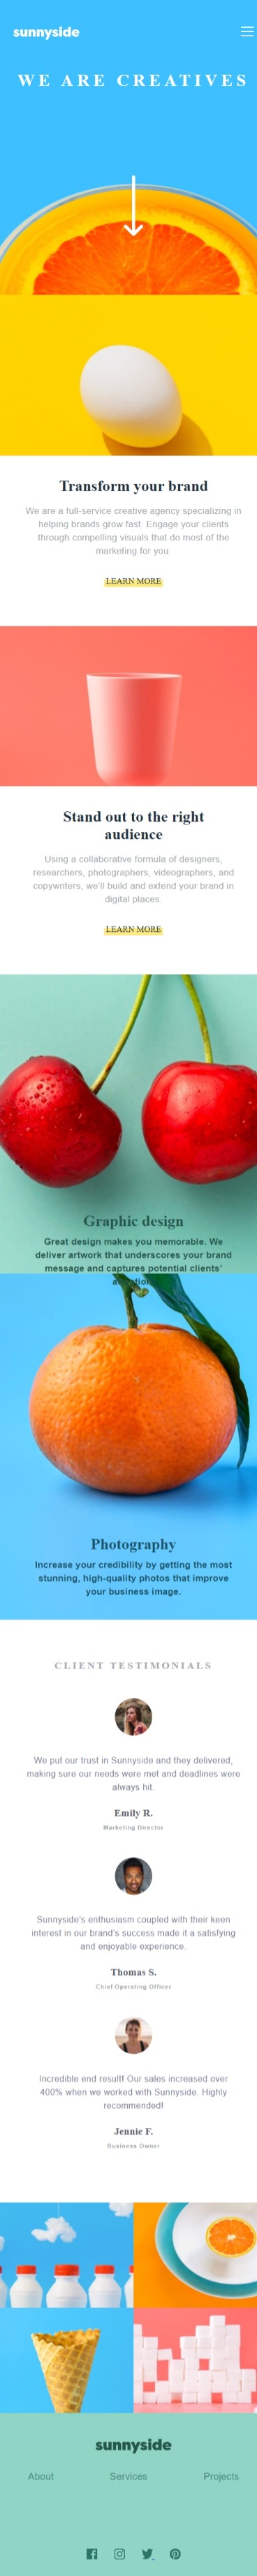 sunnyside
WE ARE CREATIVES
Transform your brand
We are a full-service creative agency specializing in
helping brands grow fast. Engage your clients
through compelling visuals that do most of the
marketing for you.
LEARN MORE
Stand out to the right
audience
Using a collaborative formula of designers,
researchers, photographers, videographers, and
copywriters, we'll build and extend your brand in
digital places.
LEARN MORE
Graphic design
Great design makes you memorable. We
deliver artwork that underscores your brand
message and captures potential clients'
Photography
Increase your credibility by getting the most
stunning, high-quality photos that improve
your business image.
CLIENT TESTIMONIALS
We put our trust in Sunnyside and they delivered,
making sure our needs were met and deadlines were
always hit.
Emily R.
Marketing Director
Sunnyside's enthusiasm coupled with their keen
interest in our brand's success made it a satisfying
and enjoyable experience.
Thomas S.
Chief Operating Officer
Incredible end result! Our sales increased over
400% when we worked with Sunnyside. Highly
recommended!
Jennie F.
Business Owner
sunnyside
About Services Projects